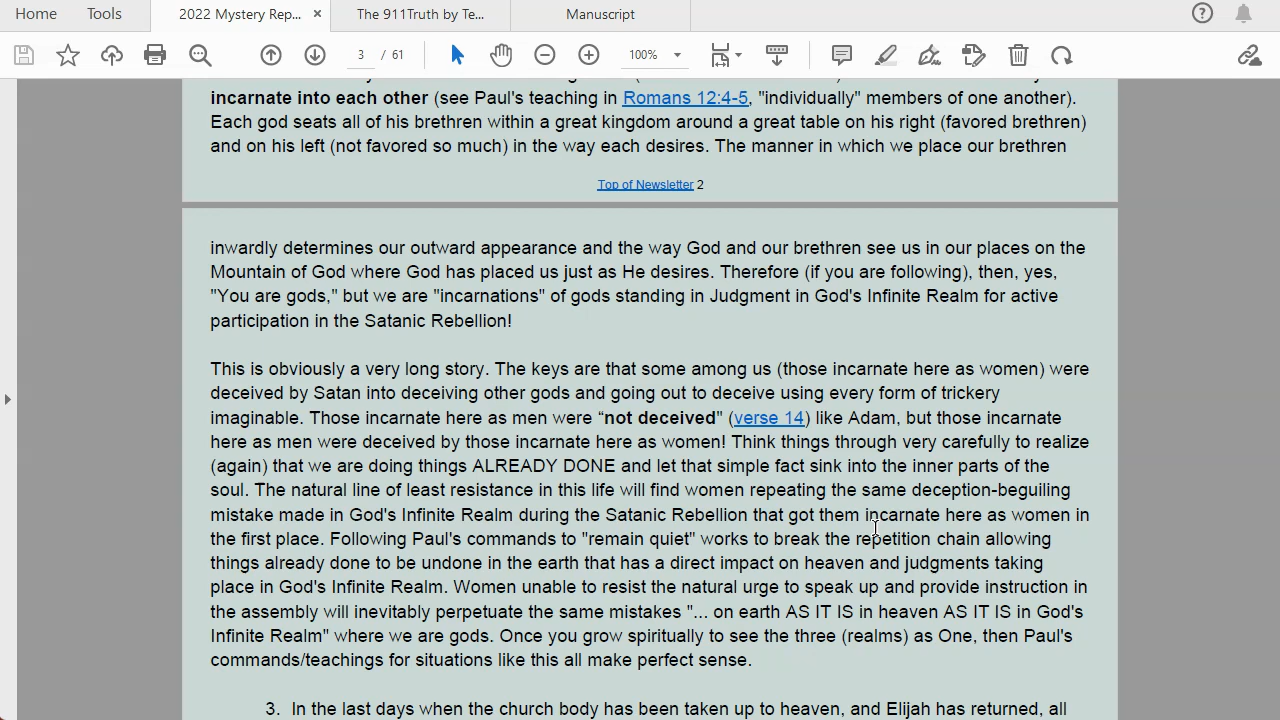 Home
Tools
2022 Mystery Rep...
The 911Truth by Te...
Manuscript
3 / 61
100%
incarnate into each other (see Paul's teaching in Romans 12:4-5, "individually" members of one another).
Each god seats all of his brethren within a great kingdom around a great table on his right (favored brethren)
and on his left (not favored so much) in the way each desires. The manner in which we place our brethren
Top of Newsletter 2
inwardly determines our outward appearance and the way God and our brethren see us in our places on the
Mountain of God where God has placed us just as He desires. Therefore (if you are following), then, yes,
"You are gods," but we are "incarnations" of gods standing in Judgment in God's Infinite Realm for active
participation in the Satanic Rebellion!
This is obviously a very long story. The keys are that some among us (those incarnate here as women) were
deceived by Satan into deceiving other gods and going out to deceive using every form of trickery
imaginable. Those incarnate here as men were “not deceived” (verse 14) like Adam, but those incarnate
here as men were deceived by those incarnate here as women! Think things through very carefully to realize
(again) that we are doing things ALREADY DONE and let that simple fact sink into the inner parts of the
soul. The natural line of least resistance in this life will find women repeating the same deception-beguiling
mistake made in God's Infinite Realm during the Satanic Rebellion that got them incarnate here as women in
the first place. Following Paul's commands to "remain quiet" works to break the repetition chain allowing
things already done to be undone in the earth that has a direct impact on heaven and judgments taking
place in God's Infinite Realm. Women unable to resist the natural urge to speak up and provide instruction in
the assembly will inevitably perpetuate the same mistakes "... on earth AS IT IS in heaven AS IT IS in God's
Infinite Realm" where we are gods. Once you grow spiritually to see the three (realms) as One, then Paul's
commands/teachings for situations like this all make perfect sense.
3. In the last days when the church body has been taken up to heaven, and Elijah has returned, all